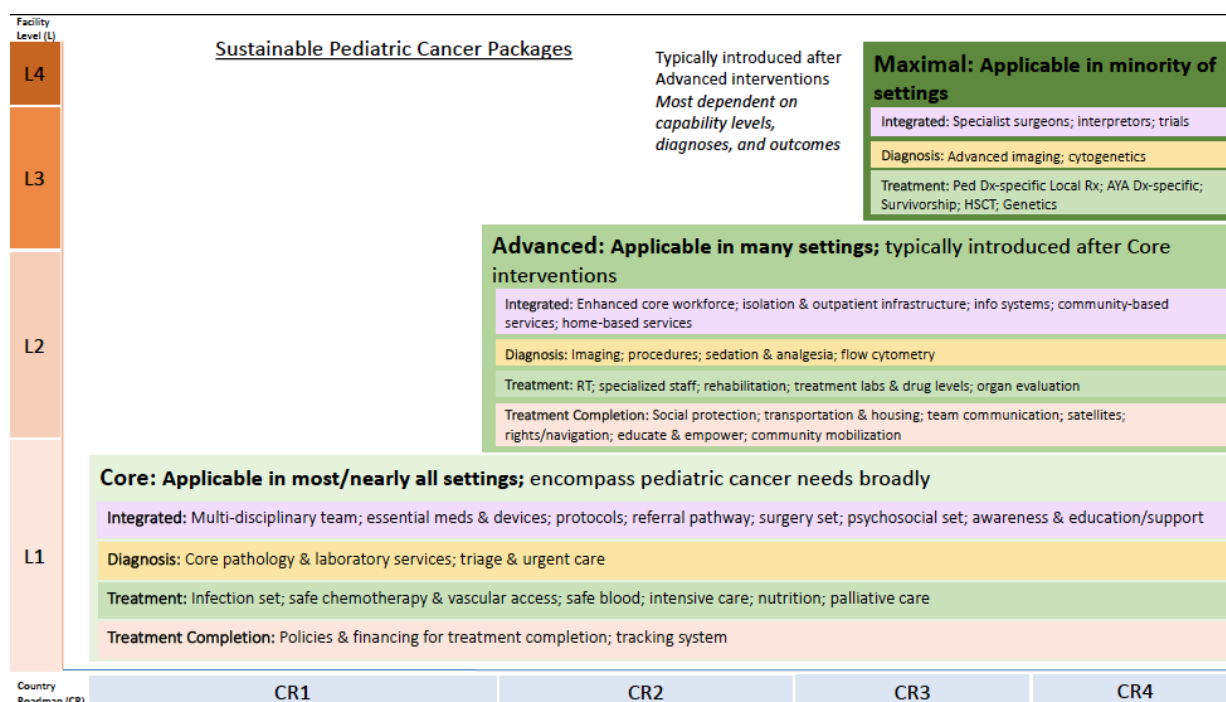 Facility
Level (L)
L4
L3
L2
L1
Sustainable Pediatric Cancer Packages
Typically introduced after
Advanced interventions
Most dependent on
capability levels,
diagnoses, and outcomes
Maximal: Applicable in minority of
settings
Integrated: Specialist surgeons; interpretors; trials
Diagnosis: Advanced imaging; cytogenetics
Treatment: Ped Dx-specific Local Rx; AYA Dx-specific;
Survivorship; HSCT; Genetics
Advanced: Applicable in many settings; typically introduced after Core
interventions
Integrated: Enhanced core workforce; isolation & outpatient infrastructure; info systems; community-based
services; home-based services
Diagnosis: Imaging; procedures; sedation & analgesia; flow cytometry
Treatment: RT; specialized staff; rehabilitation; treatment labs & drug levels; organ evaluation
Treatment Completion: Social protection; transportation & housing; team communication; satellites;
rights/navigation; educate & empower; community mobilization
Core: Applicable in most/nearly all settings; encompass pediatric cancer needs broadly
Integrated: Multi-disciplinary team; essential meds & devices; protocols; referral pathway; surgery set; psychosocial set; awareness & education/support
Diagnosis: Core pathology & laboratory services; triage & urgent care
Treatment: Infection set; safe chemotherapy & vascular access; safe blood; intensive care; nutrition; palliative care
Treatment Completion: Policies & financing for treatment completion; tracking system
Country
Roadmap (CR)
CR1
CR2
CR3
CR4